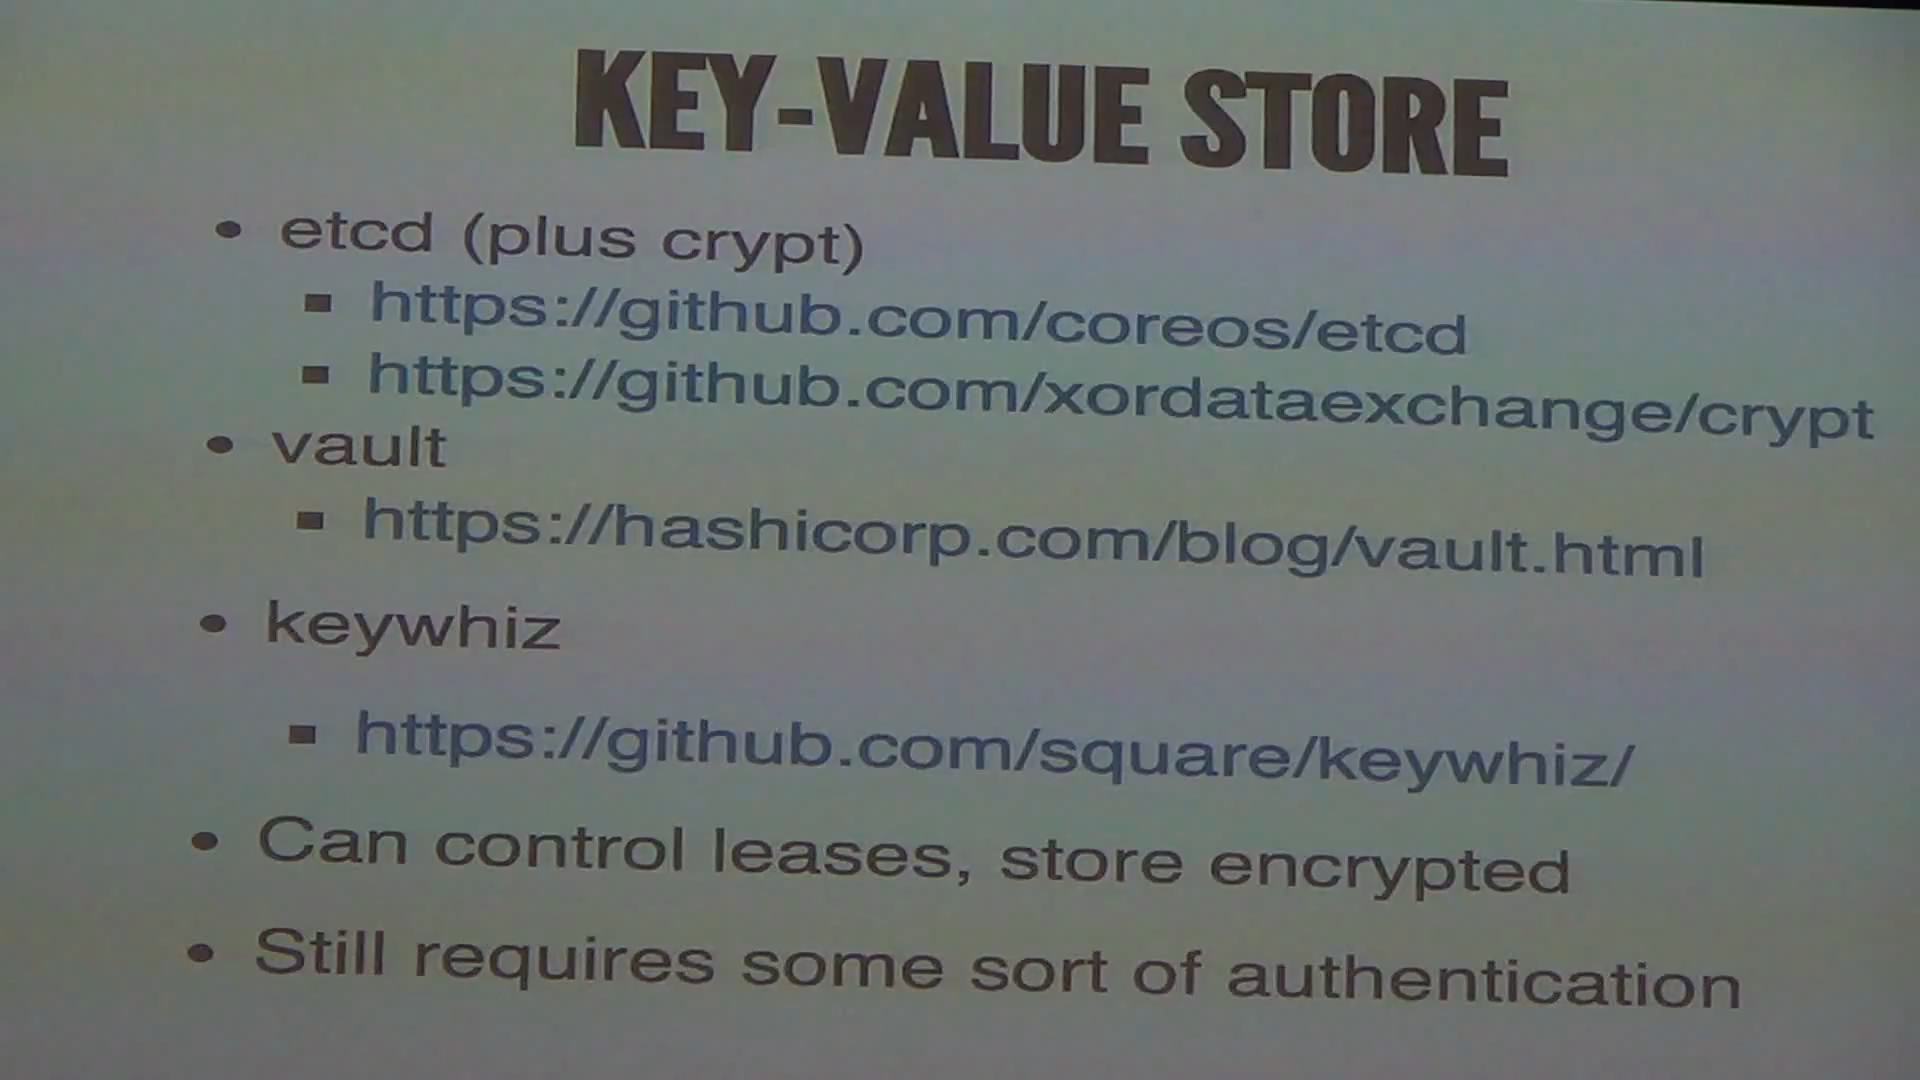 KEY-VALUE STORE
• etcd (plus crypt)
▪ https://github.com/coreos/etcd
▪ https://github.com/xordataexchange/crypt
• vault
▪ https://hashicorp.com/blog/vault.html
• keywhiz
▪ https://github.com/square/keywhiz/
• Can control leases, store encrypted
• Still requires some sort of authentication